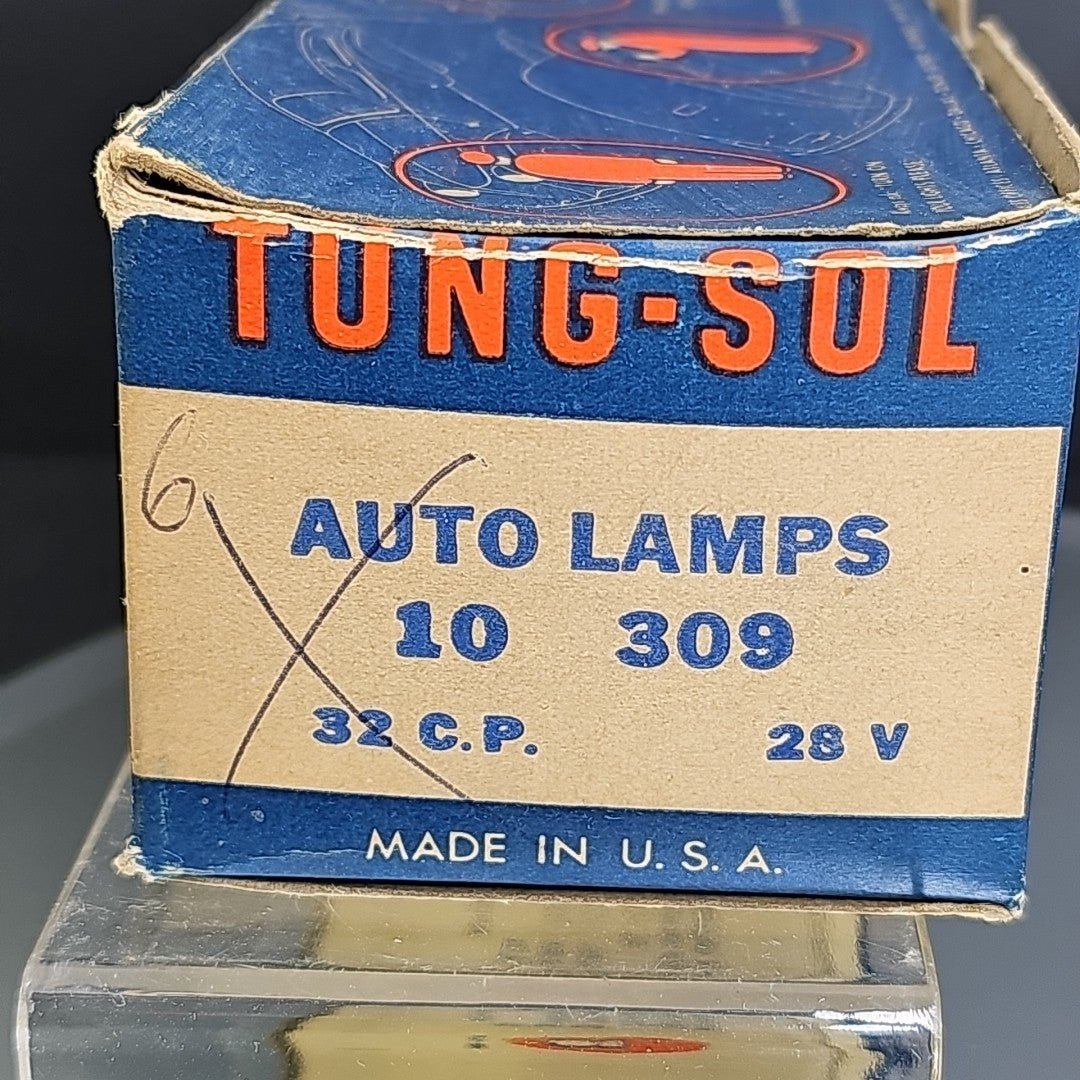 TUNG-SOL
6
AUTO LAMPS
10 309
32 C.P. 28 V
MADE IN U. S. A.